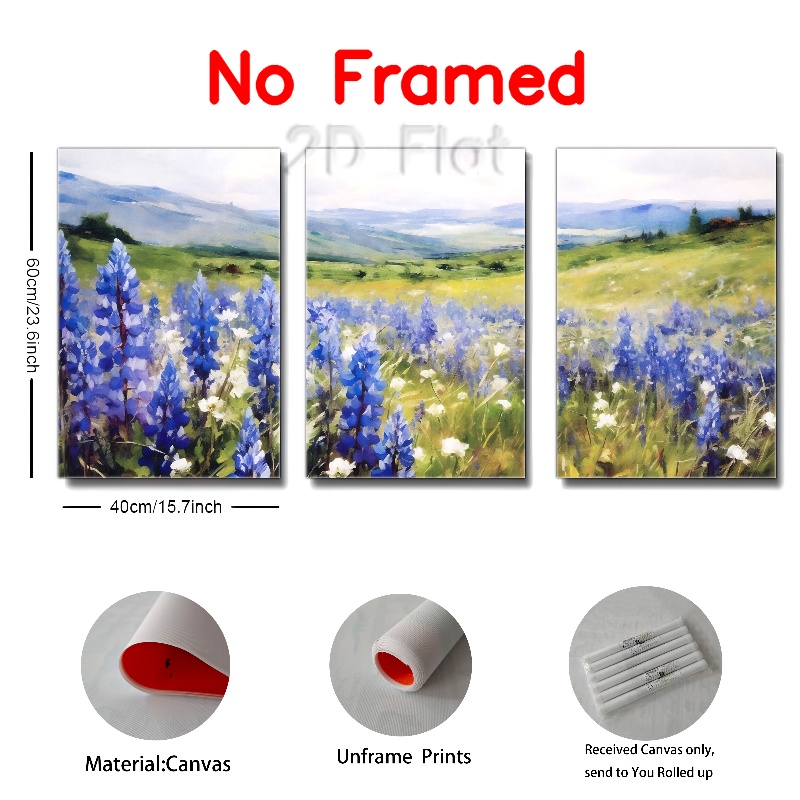 No Framed
2D Flat
60cm/23.6inch
40cm/15.7inch
Material:Canvas
Unframe Prints
Received Canvas only,
send to You Rolled up